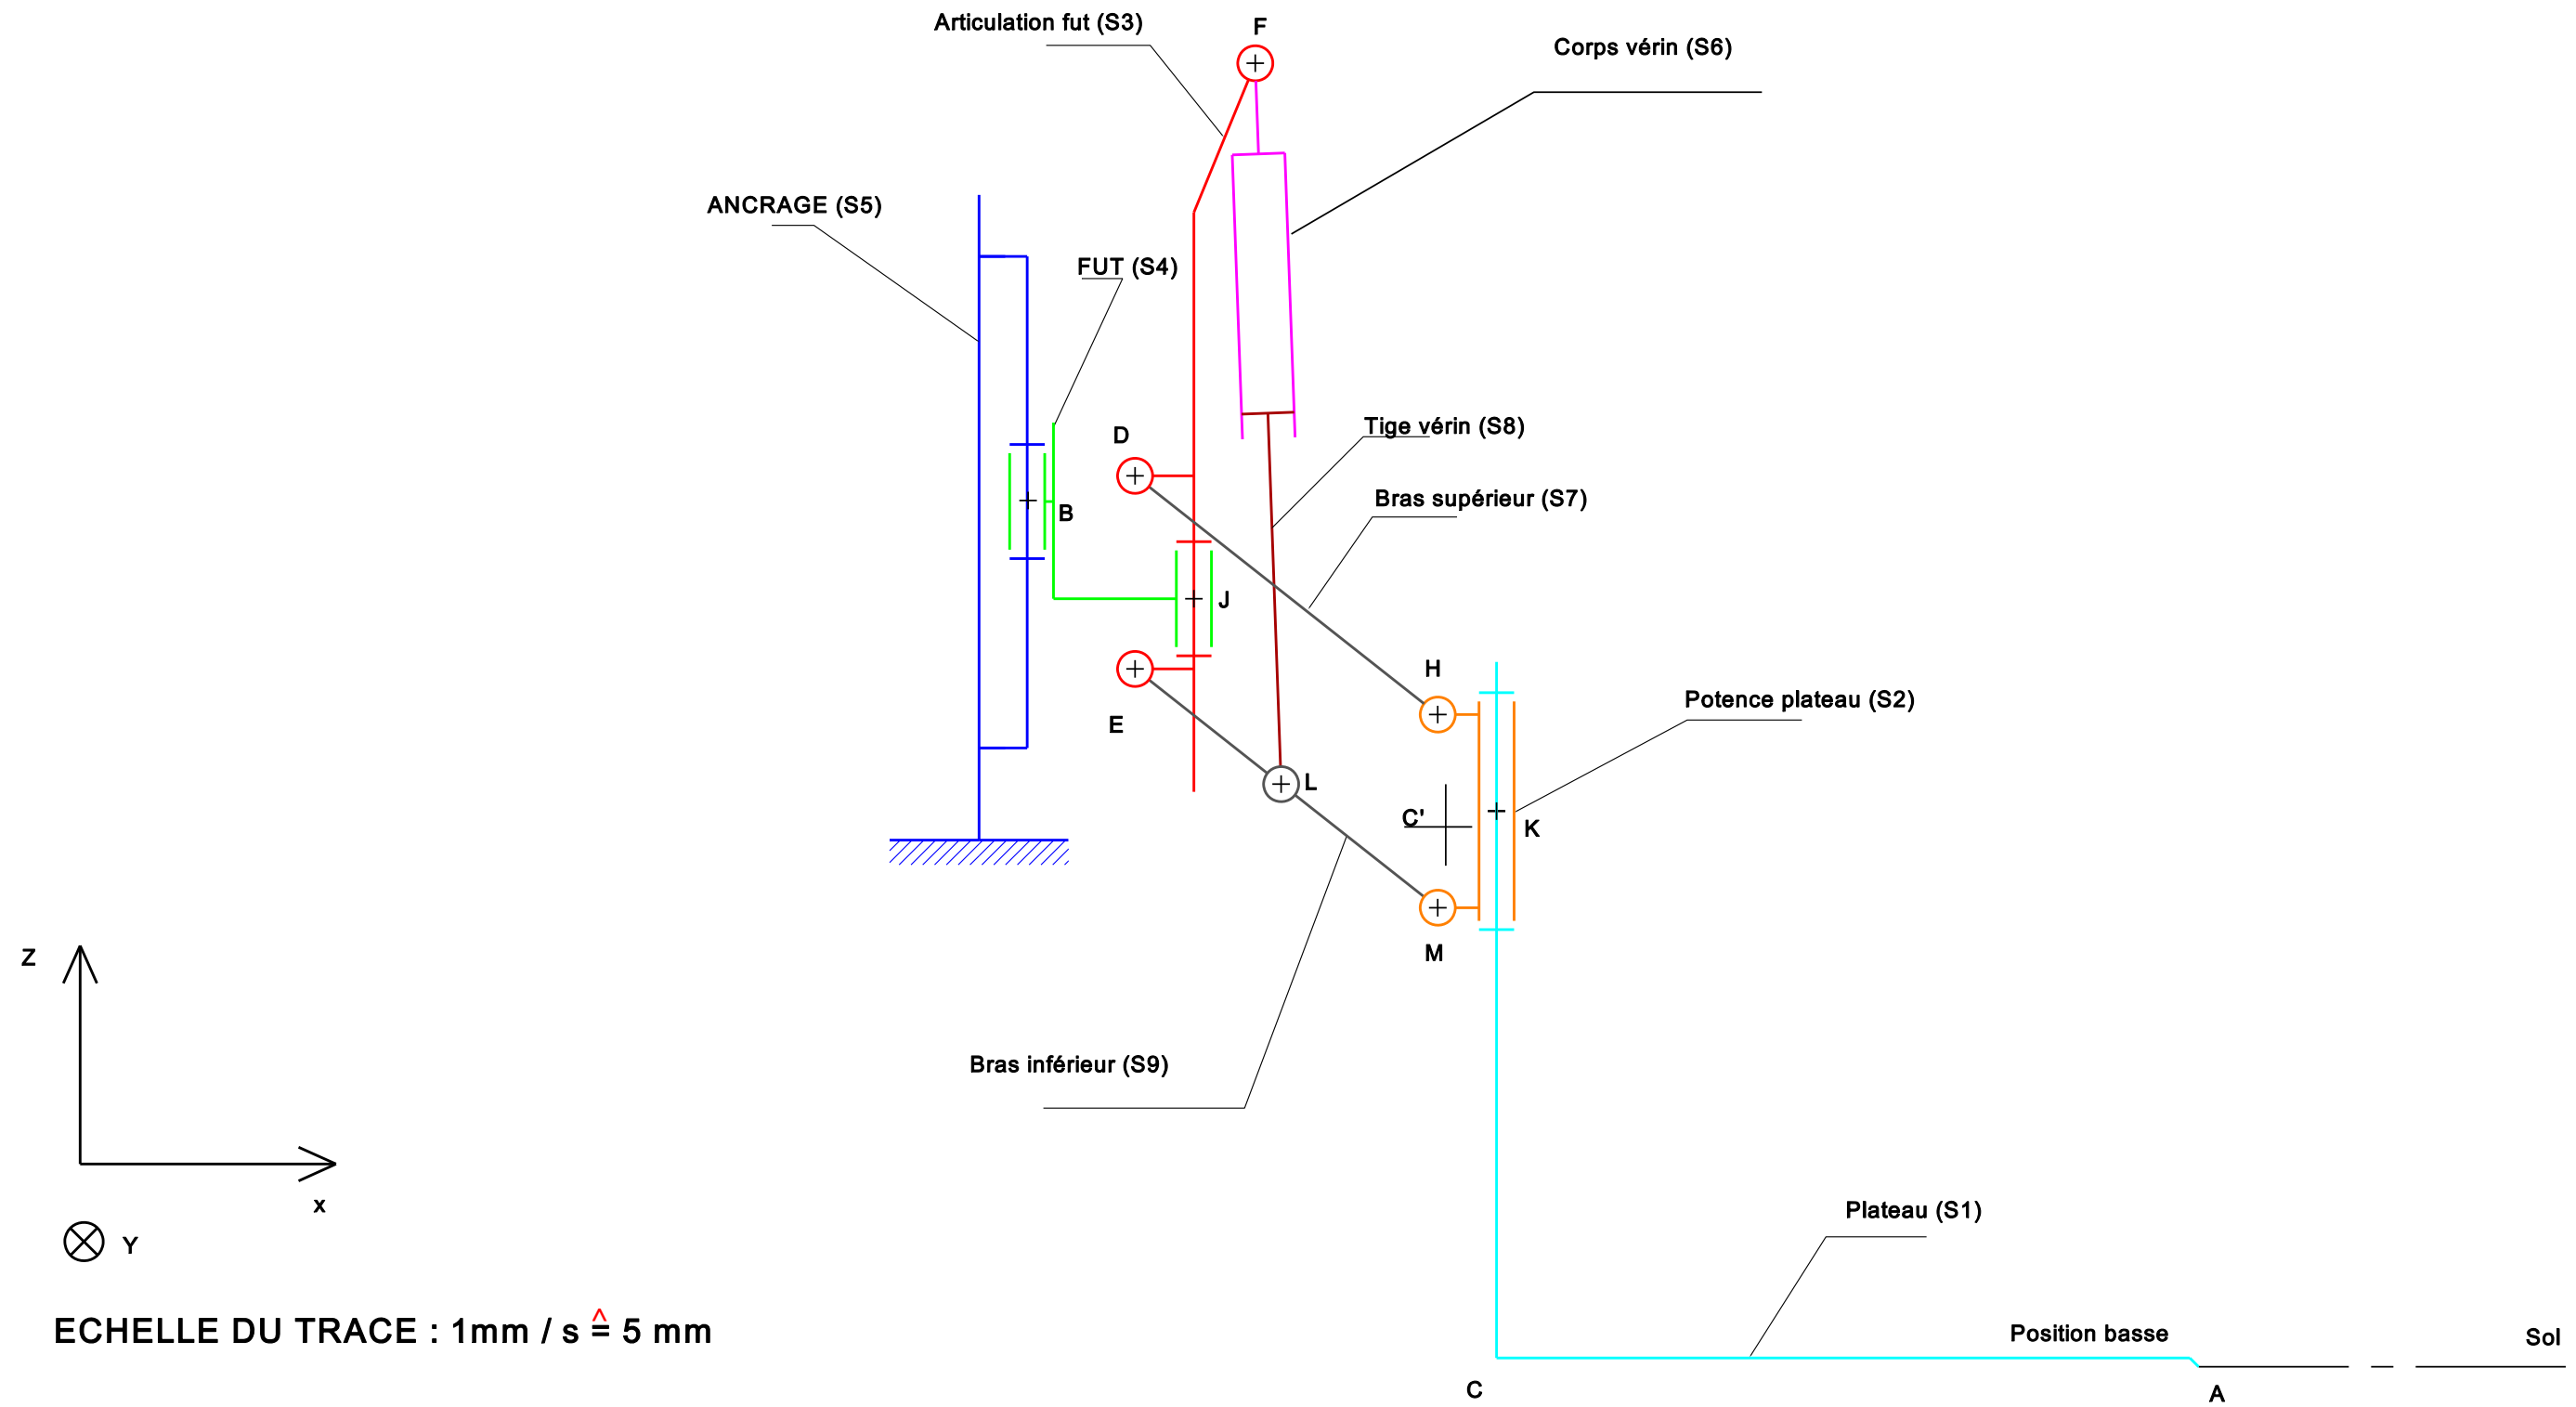 Articulation fut (S3)
F
Corps vérin (S6)
ANCRAGE (S5)
FUT (S4)
D
Tige vérin (S8)
Bras supérieur (S7)
B
J
H
E
Potence plateau (S2)
L
C'
K
M
Z
Bras inférieur (S9)
x
Y
Plateau (S1)
ECHELLE DU TRACE : 1mm / s ≙ 5 mm
Position basse
Sol
C
A